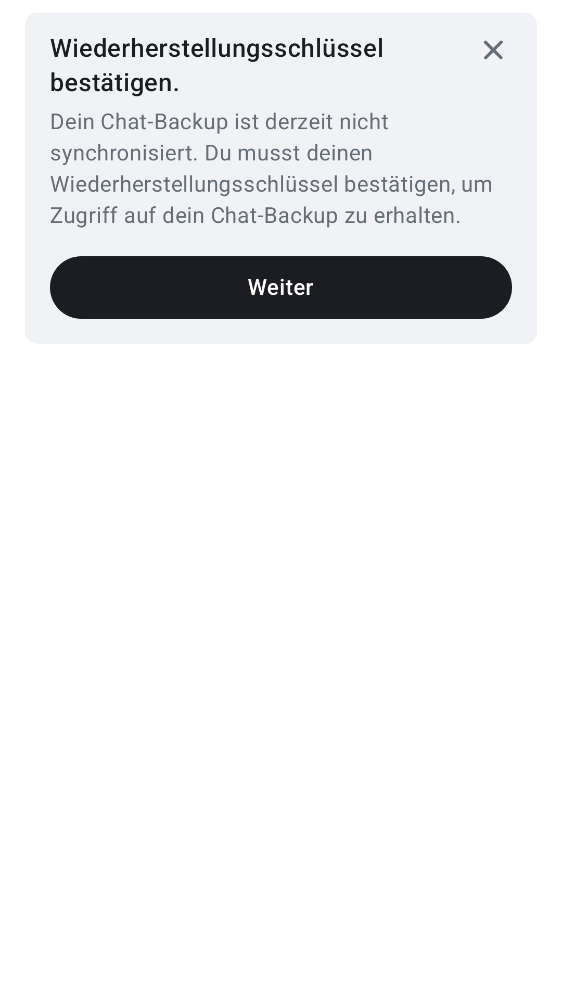 Wiederherstellungsschlüssel
bestätigen.
Dein Chat-Backup ist derzeit nicht
synchronisiert. Du musst deinen
Wiederherstellungsschlüssel bestätigen, um
Zugriff auf dein Chat-Backup zu erhalten.
Weiter